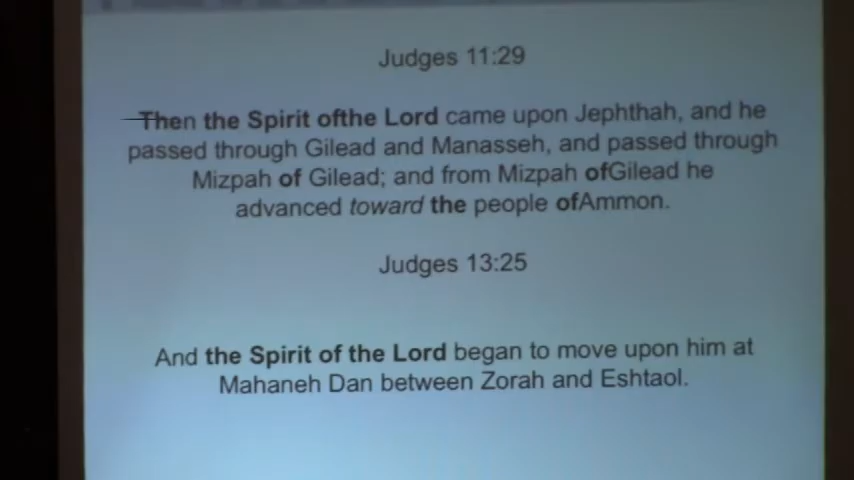 Judges 11:29
Then the Spirit ofthe Lord came upon Jephthah, and he
passed through Gilead and Manasseh, and passed through
Mizpah of Gilead; and from Mizpah ofGilead he
advanced toward the people ofAmmon.
Judges 13:25
And the Spirit of the Lord began to move upon him at
Mahaneh Dan between Zorah and Eshtaol.